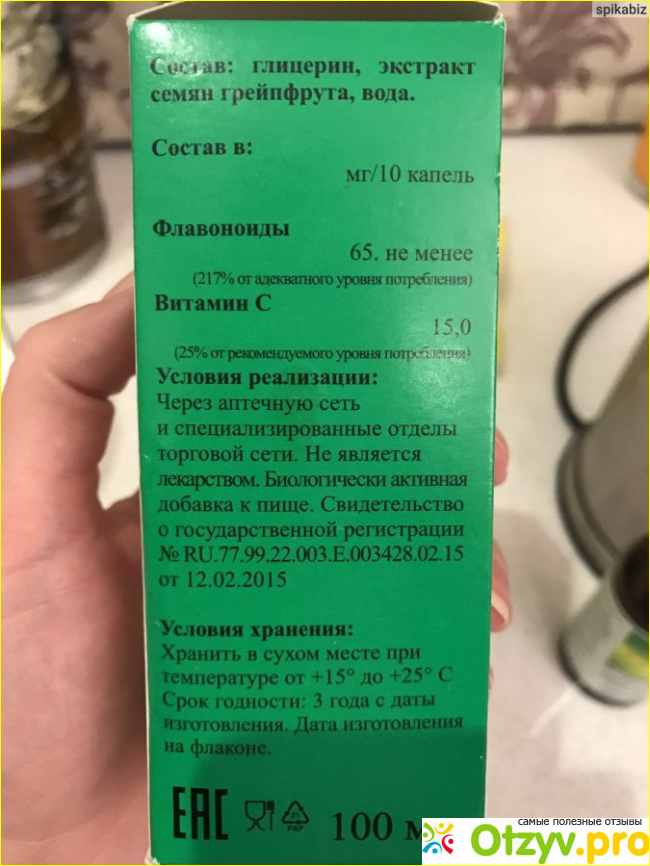 spikabiz
Состав: глицерин, экстракт
семян грейпфрута, вода.
Состав в:
мг/10 капель
Флавоноиды
65. не менее
(217% от адекватного уровня потребления)
Витамин С
15,0
(25% от рекомендуемого уровня потребления)
Условия реализации:
Через аптечную сеть
и специализированные отделы
торговой сети. Не является
лекарством. Биологически активная
добавка к пище. Свидетельство
о государственной регистрации
№ RU.77.99.22.003.Е.003428.02.15
от 12.02.2015
Условия хранения:
Хранить в сухом месте при
температуре от +15° до +25° С
Срок годности: 3 года с даты
изготовления. Дата изготовления
на флаконе.
EAC
21
PAP
100
самые полезные отзывы
Otzyv.pro